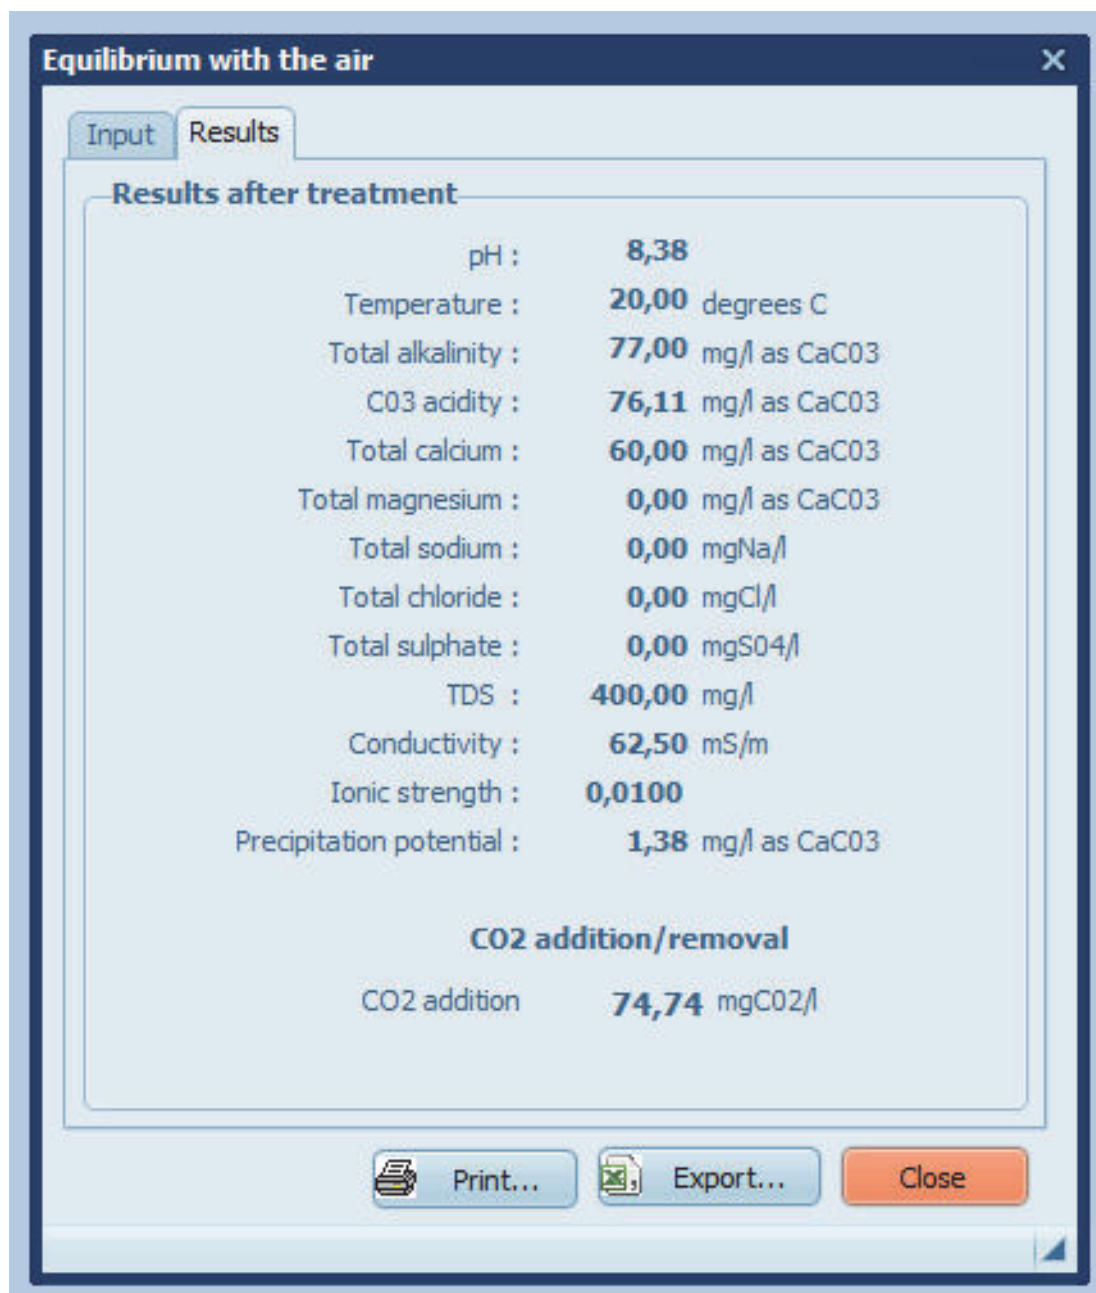 Equilibrium with the air
Input Results
Results after treatment
pH : 8,38
Temperature : 20,00 degrees C
Total alkalinity : 77,00 mg/l as CaC03
C03 acidity : 76,11 mg/l as CaC03
Total calcium : 60,00 mg/l as CaC03
Total magnesium : 0,00 mg/l as CaC03
Total sodium : 0,00 mgNa/l
Total chloride : 0,00 mgCl/l
Total sulphate : 0,00 mgS04/l
TDS : 400,00 mg/l
Conductivity : 62,50 mS/m
Ionic strength : 0,0100
Precipitation potential : 1,38 mg/l as CaC03
CO2 addition/removal
CO2 addition 74,74 mgC02/l
Print... Export... Close